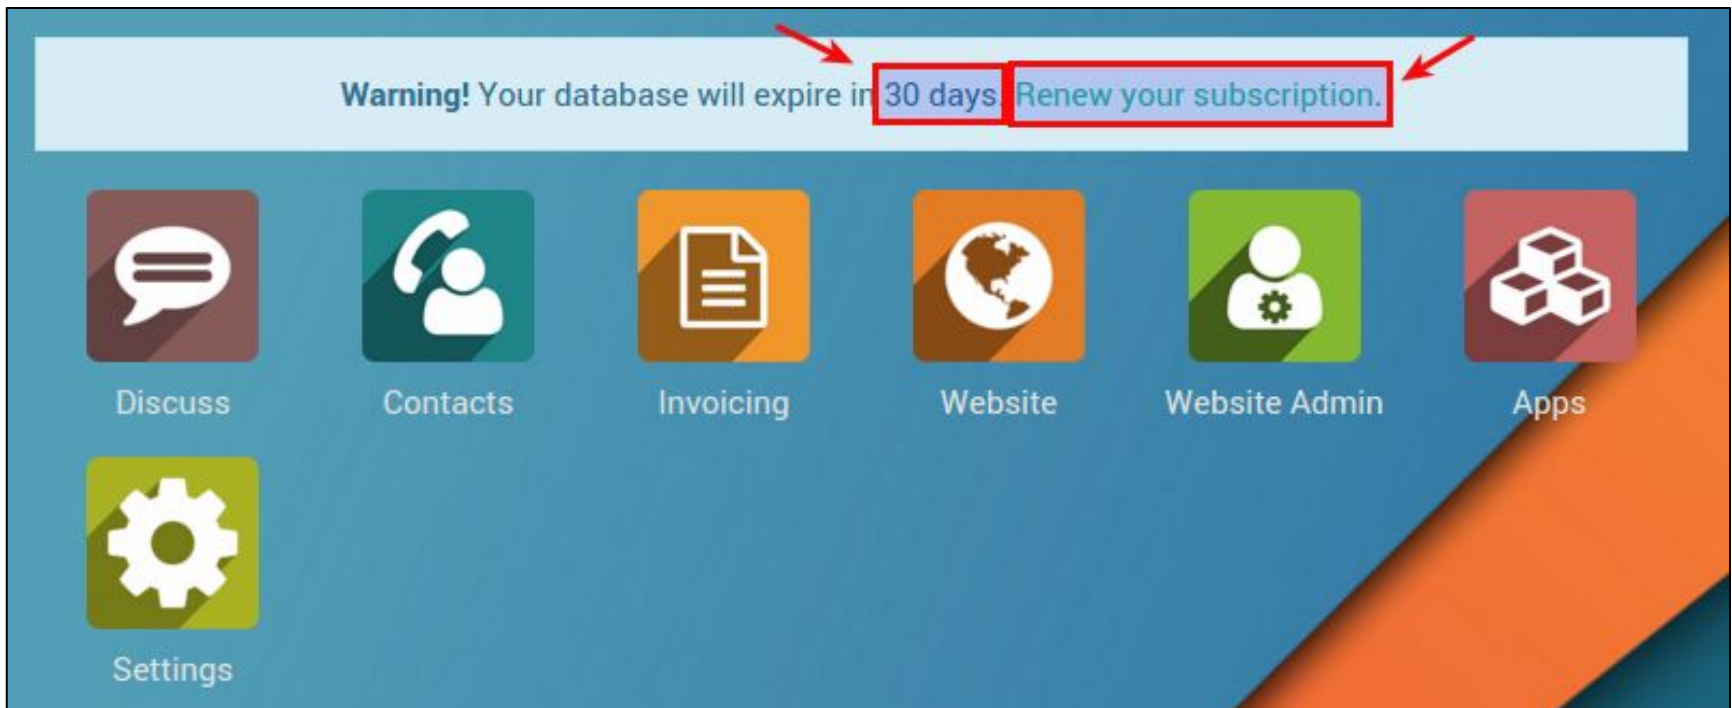 Warning! Your database will expire in 30 days. Renew your subscription.
Discuss Contacts Invoicing Website Website Admin Apps
Settings